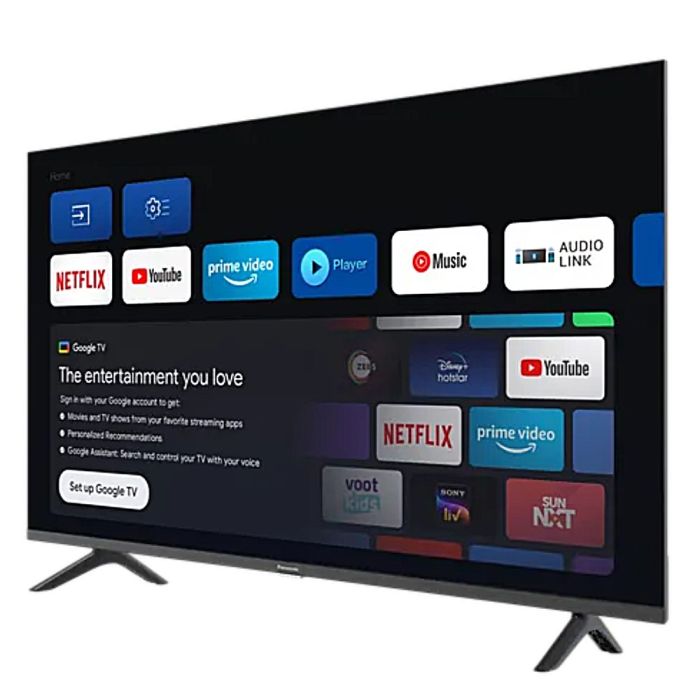 Home
NETFLIX
YouTube
prime video
Player
Music
AUDIO
LINK
Google TV
The entertainment you love
Sign in with your Google account to get:
Movies and TV shows from your favorite streaming apps
Personalized Recommendations
Google Assistant: Search and control your TV with your voice
Set up Google TV
ZEE5
Disney+
hotstar
YouTube
NETFLIX
prime video
voot
kids
SONY
liv
SUN
NXT
Panasonic